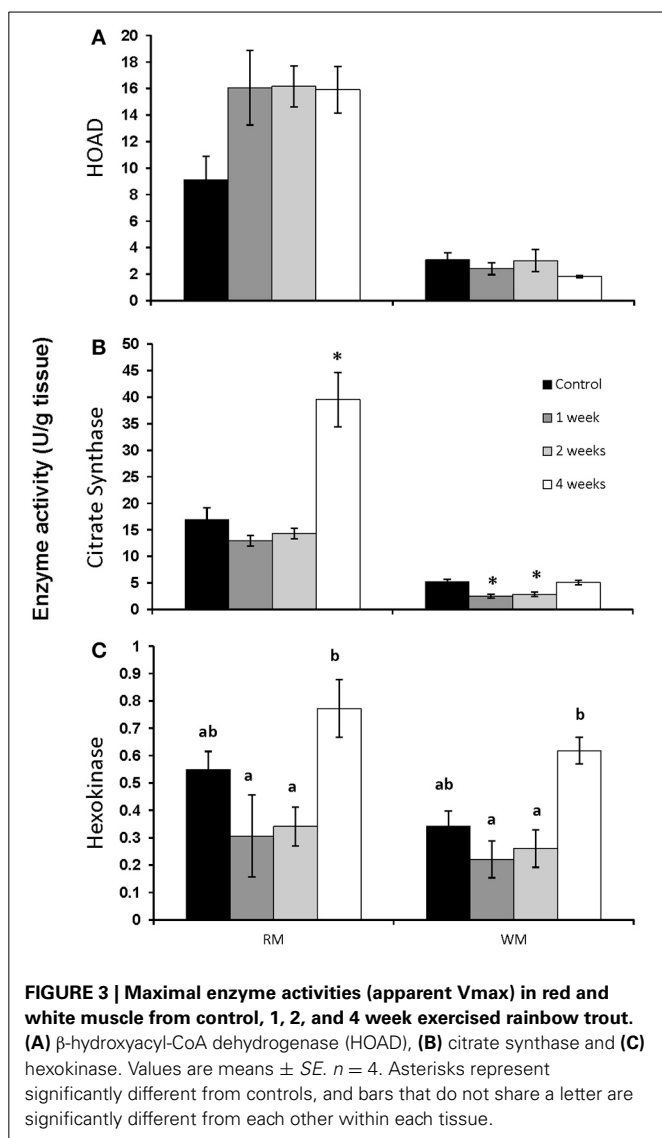 A
20
18
16
14
12
10
8
6
4
2
0
HOAD
Enzyme activity (U/g tissue)
B
50
45
40
35
30
25
20
15
10
5
0
Citrate Synthase
*
* *
Control
1 week
2 weeks
4 weeks
C
1
0.9
0.8
0.7
0.6
0.5
0.4
0.3
0.2
0.1
0
Hexokinase
ab a a b
ab a a b
RM WM
FIGURE 3 | Maximal enzyme activities (apparent Vmax) in red and
white muscle from control, 1, 2, and 4 week exercised rainbow trout.
(A) β-hydroxyacyl-CoA dehydrogenase (HOAD), (B) citrate synthase and (C)
hexokinase. Values are means ± SE. n = 4. Asterisks represent
significantly different from controls, and bars that do not share a letter are
significantly different from each other within each tissue.